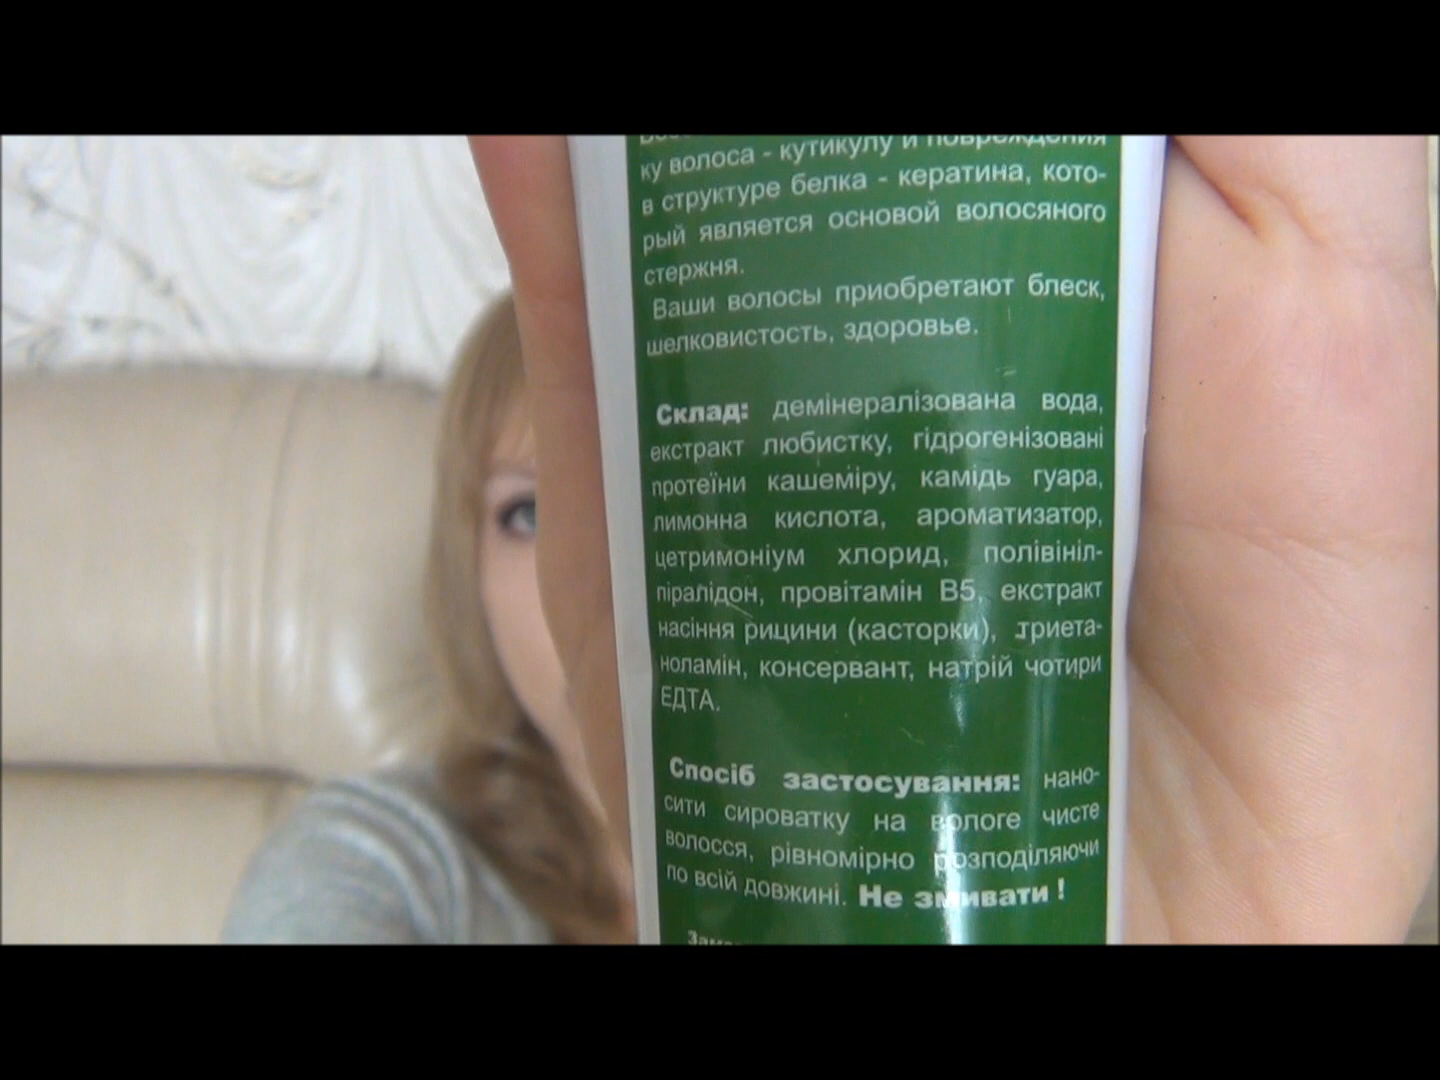 ку волоса - кутикулу и повреждения
в структуре белка - кератина, кото-
рый является основой волосяного
стержня.
Ваши волосы приобретают блеск,
шелковистость, здоровье.
Склад: демінералізована вода,
екстракт любистку, гідрогенізовані
протеїни кашеміру, камідь гуара,
лимонна кислота, ароматизатор,
цетримоніум хлорид, полівініл-
піралідон, провітамін В5, екстракт
насіння рицини (касторки), триета-
ноламін, консервант, натрій чотири
ЕДТА.
Спосіб застосування: нано-
сити сироватку на вологе чисте
волосся, рівномірно розподіляючи
по всій довжині. Не змивати !